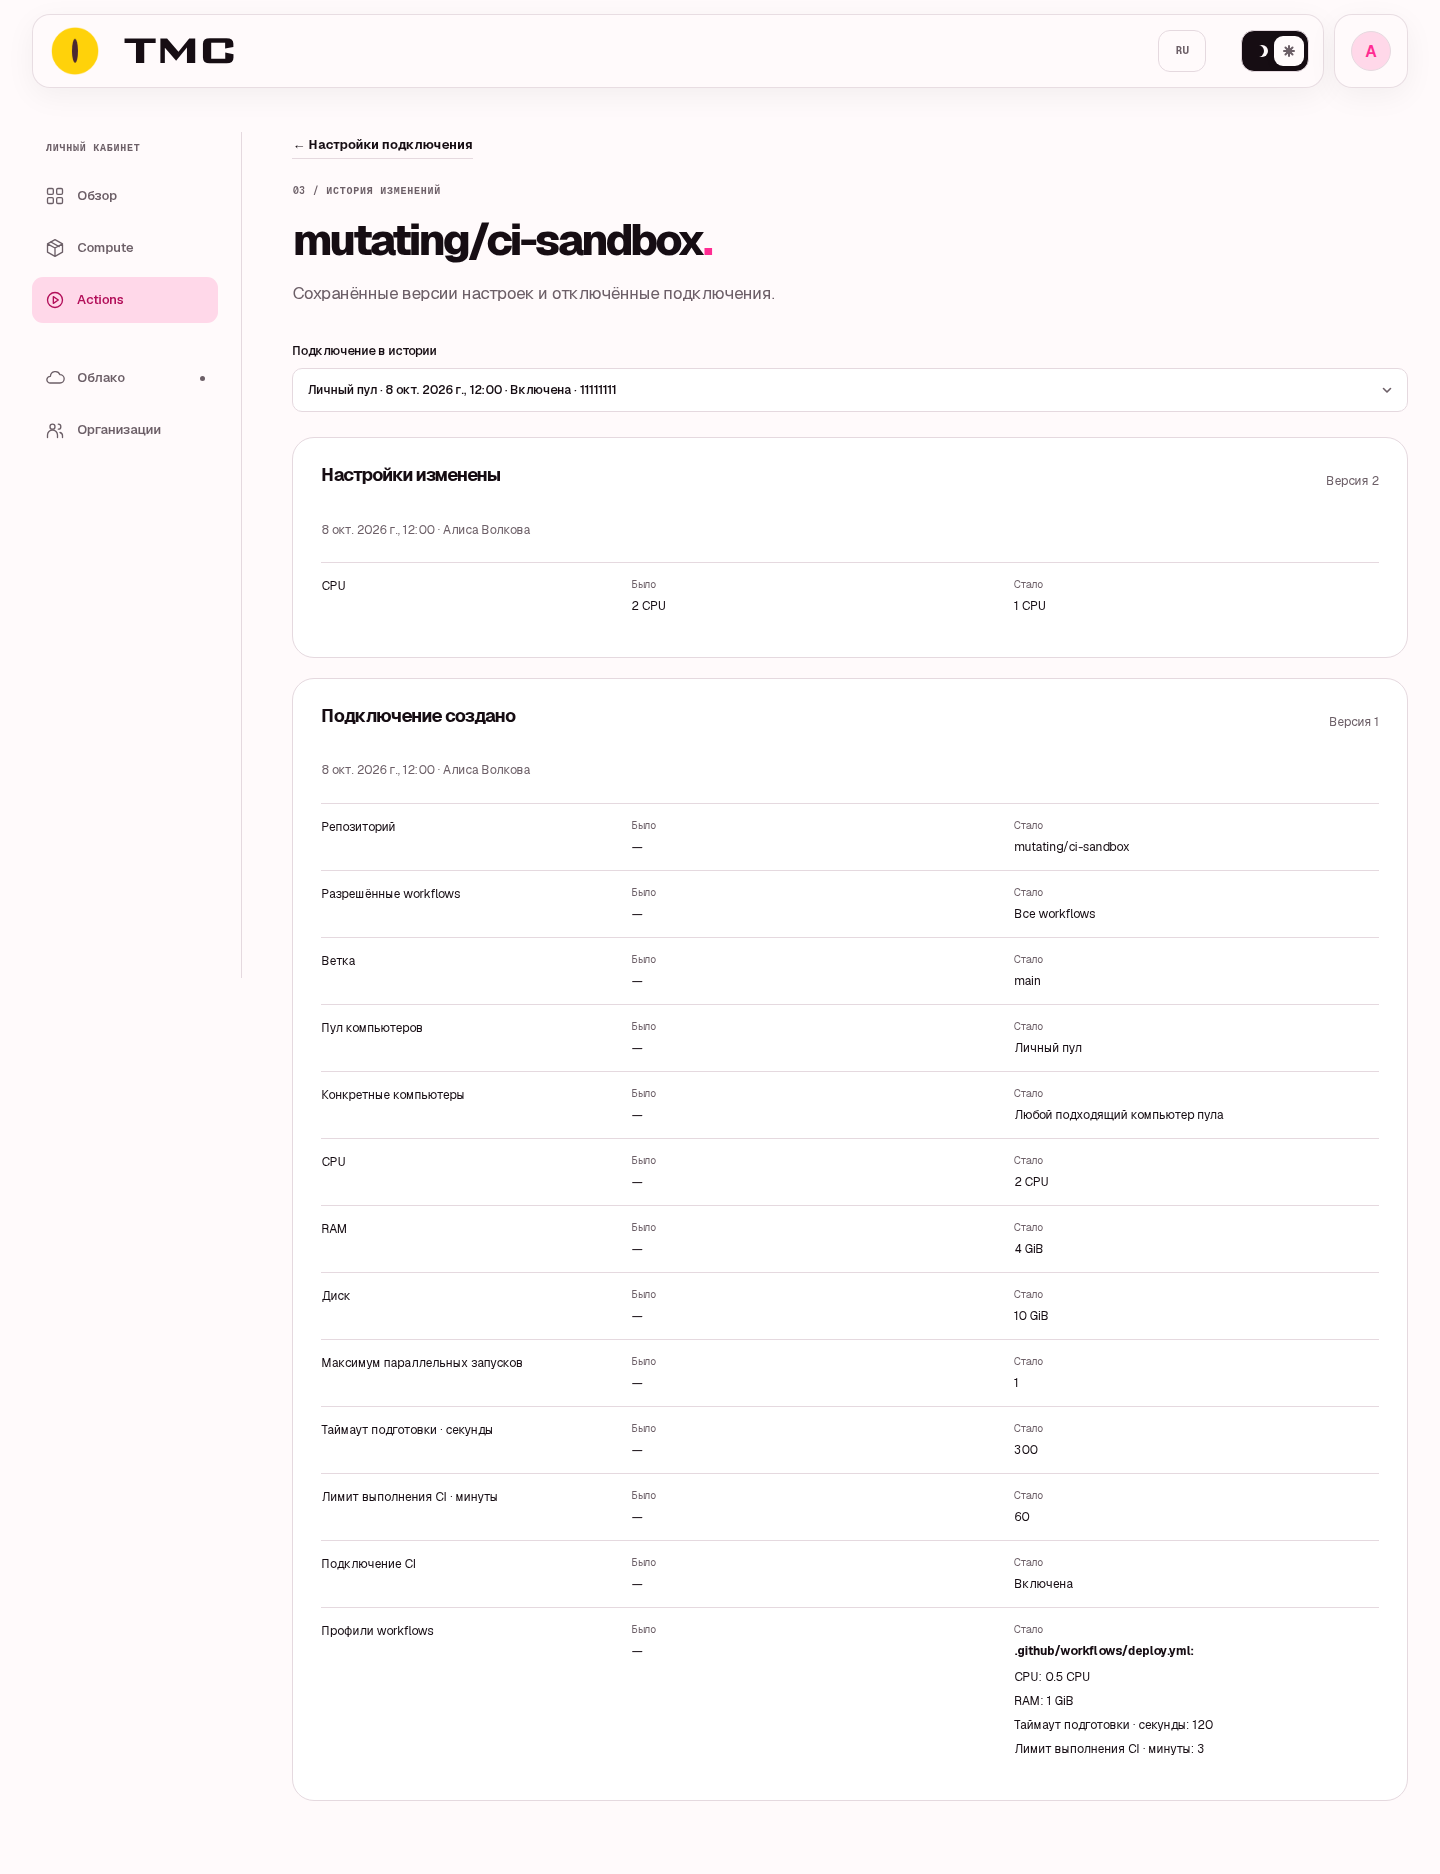 TMC
RU
A
ЛИЧНЫЙ КАБИНЕТ
Обзор
Compute
Actions
Облако
Организации
← Настройки подключения
03 / ИСТОРИЯ ИЗМЕНЕНИЙ
mutating/ci-sandbox.
Сохранённые версии настроек и отключённые подключения.
Подключение в истории
Личный пул · 8 окт. 2026 г., 12:00 · Включена · 11111111
Настройки изменены
Версия 2
8 окт. 2026 г., 12:00 · Алиса Волкова
CPU
Было
2 CPU
Стало
1 CPU
Подключение создано
Версия 1
8 окт. 2026 г., 12:00 · Алиса Волкова
Репозиторий
Было
—
Стало
mutating/ci-sandbox
Разрешённые workflows
Было
—
Стало
Все workflows
Ветка
Было
—
Стало
main
Пул компьютеров
Было
—
Стало
Личный пул
Конкретные компьютеры
Было
—
Стало
Любой подходящий компьютер пула
CPU
Было
—
Стало
2 CPU
RAM
Было
—
Стало
4 GiB
Диск
Было
—
Стало
10 GiB
Максимум параллельных запусков
Было
—
Стало
1
Таймаут подготовки · секунды
Было
—
Стало
300
Лимит выполнения CI · минуты
Было
—
Стало
60
Подключение CI
Было
—
Стало
Включена
Профили workflows
Было
—
Стало
.github/workflows/deploy.yml:
CPU: 0.5 CPU
RAM: 1 GiB
Таймаут подготовки · секунды: 120
Лимит выполнения CI · минуты: 3